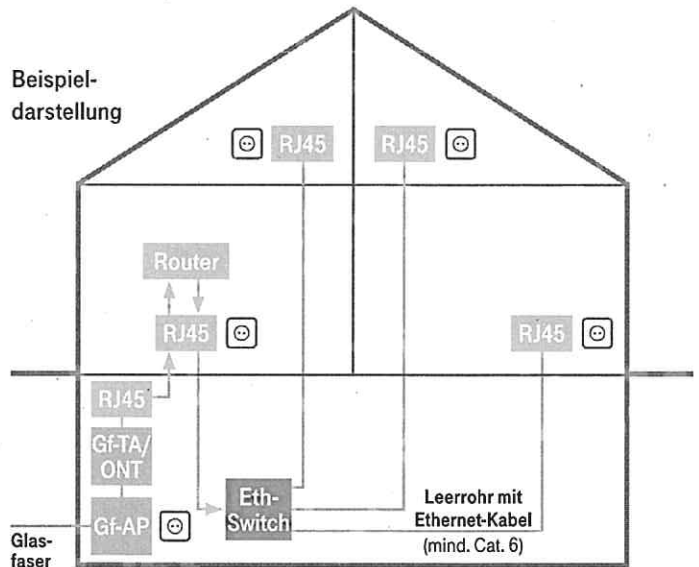 Beispiel-
darstellung
RJ45
RJ45
Router
RJ45
RJ45
RJ45
Gf-TA/
ONT
Gf-AP
Glas-
faser
Eth-
Switch
Leerrohr mit
Ethernet-Kabel
(mind. Cat. 6)